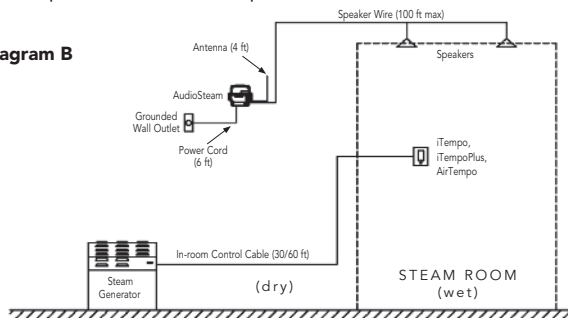 Speaker Wire (100 ft max)
agram B
Antenna (4 ft)
Speakers
AudioSteam
Grounded
Wall Outlet
Power Cord
(6 ft)
iTempo,
iTempoPlus,
AirTempo
In-room Control Cable (30/60 ft)
Steam
Generator
(dry)
STEAM ROOM
(wet)